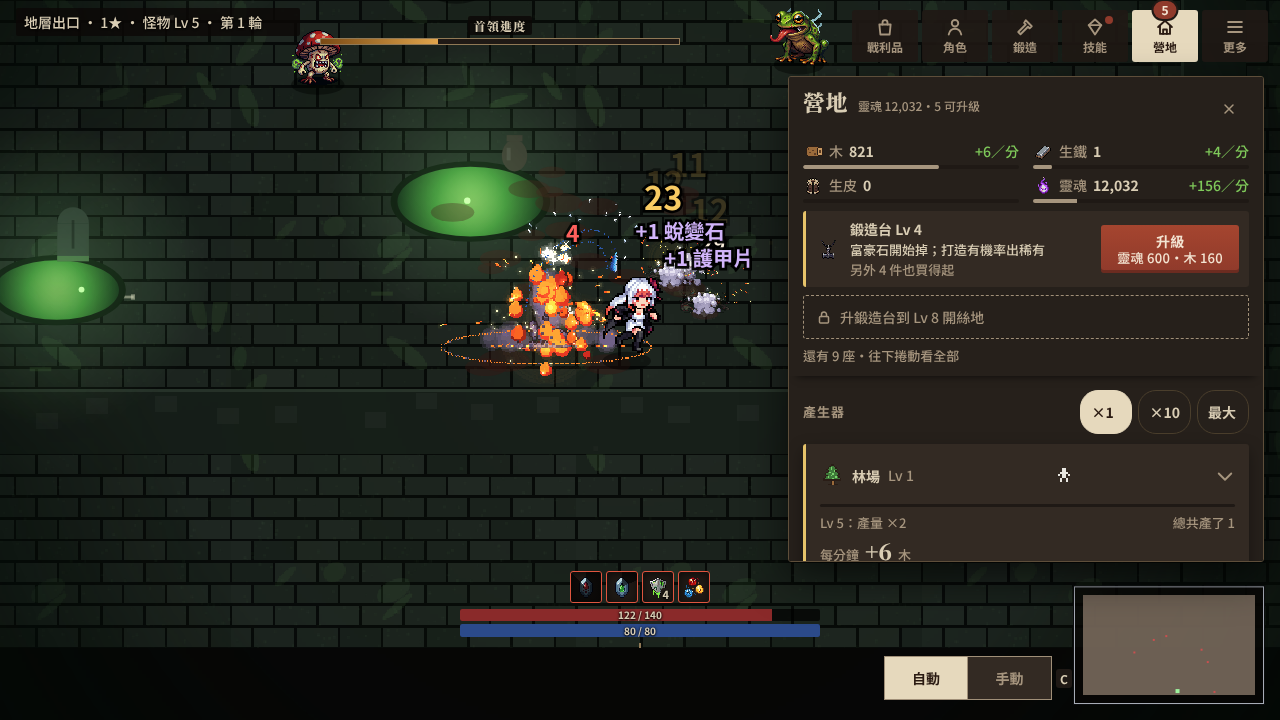 地層出口 · 1★ · 怪物 Lv 5 · 第 1 輪
首領進度
戰利品
角色
鍛造
技能
5
營地
更多
營地 靈魂 12,032・5 可升級
木 821 +6／分
生鐵 1 +4／分
生皮 0
靈魂 12,032 +156／分
鍛造台 Lv 4
富豪石開始掉；打造有機率出稀有
另外 4 件也買得起
升級
靈魂 600・木 160
升鍛造台到 Lv 8 開絲地
還有 9 座・往下捲動看全部
產生器
×1
×10
最大
林場 Lv 1
Lv 5：產量 ×2
總共產了 1
每分鐘 +6 木
11
12
23
12
4
+1 蛻變石
+1 護甲片
4
122 / 140
80 / 80
自動
手動
C